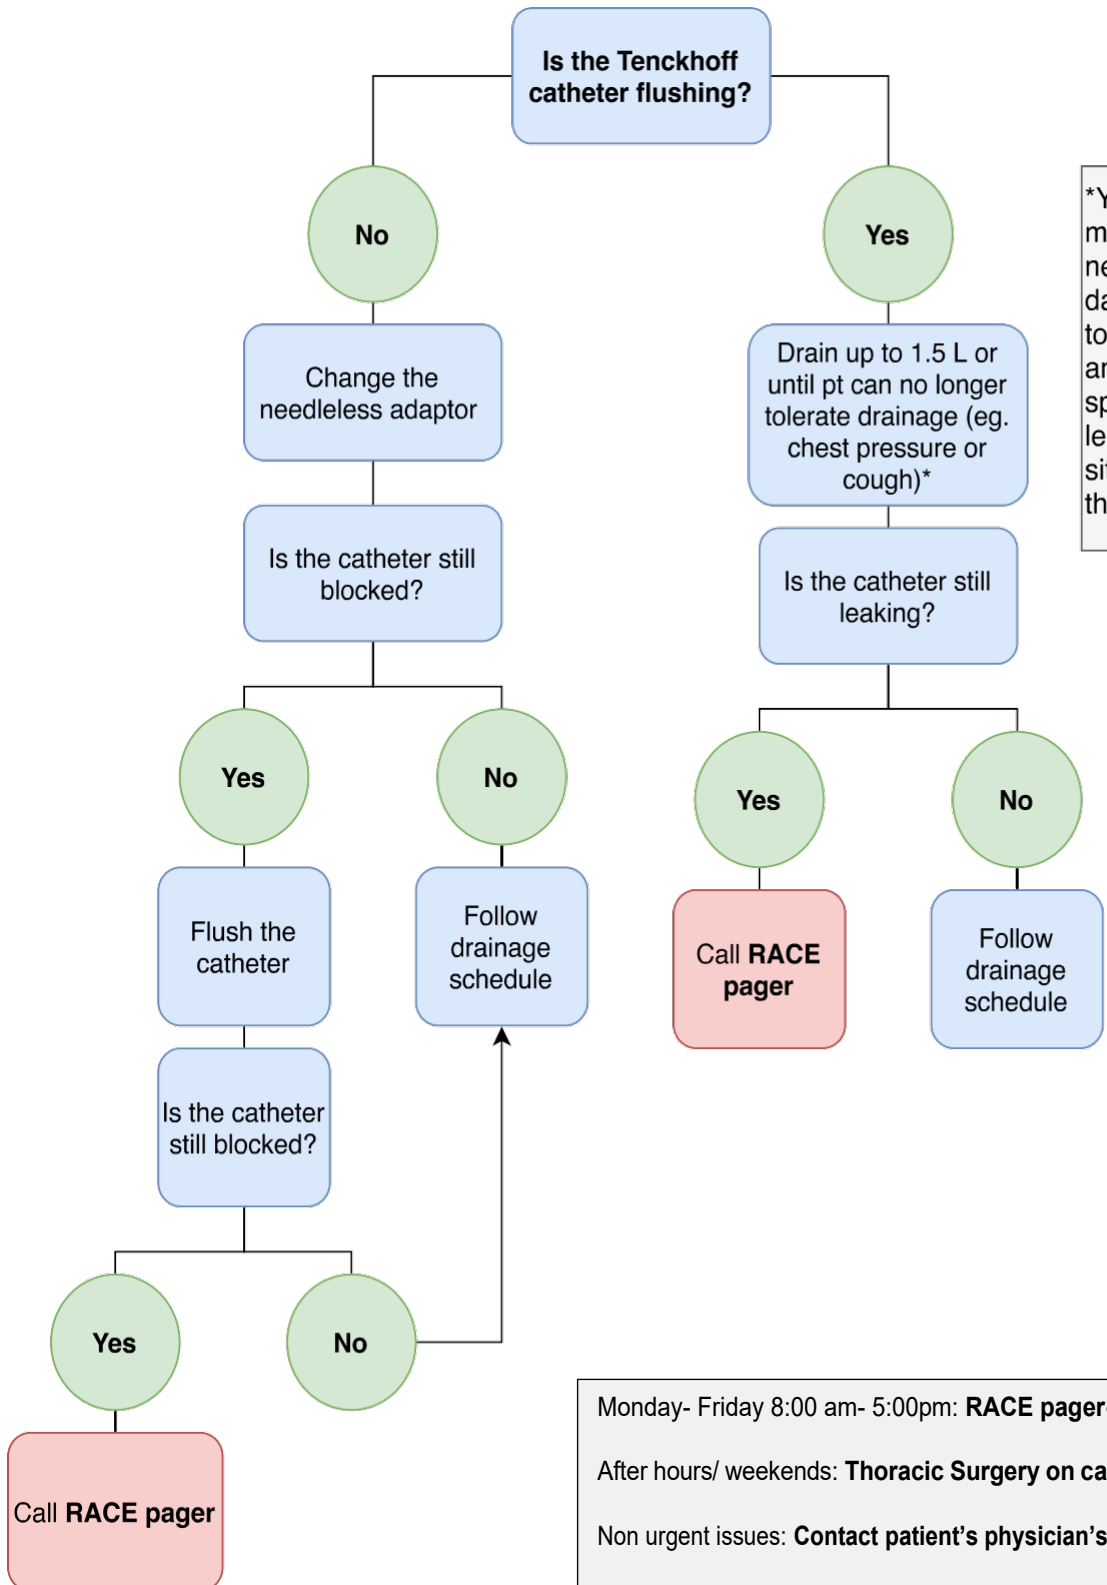 Is the Tenckhoff
catheter flushing?
No
Yes
Change the
needleless adaptor
Drain up to 1.5 L or
until pt can no longer
tolerate drainage (eg.
chest pressure or
cough)*
Is the catheter still
blocked?
Is the catheter still
leaking?
Yes
No
Yes
No
Flush the
catheter
Follow
drainage
schedule
Call RACE
pager
Follow
drainage
schedule
Is the catheter
still blocked?
Yes
No
Call RACE pager
Monday- Friday 8:00 am- 5:00pm: RACE pager
After hours/ weekends: Thoracic Surgery on
Non urgent issues: Contact patient’s physician’s